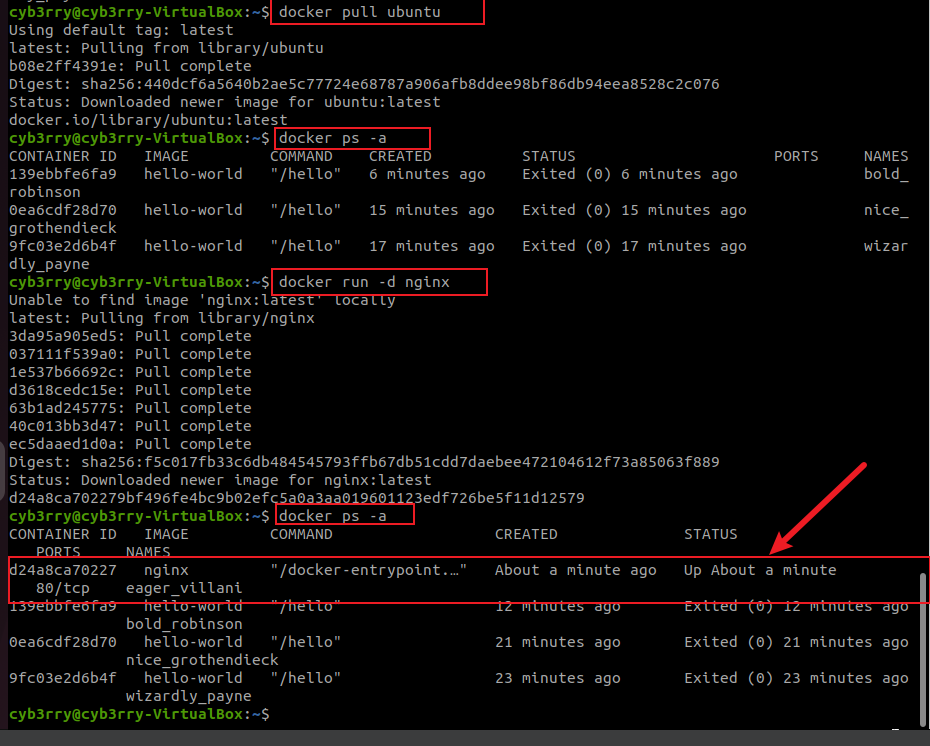 cyb3rry@cyb3rry-VirtualBox:~$ docker pull ubuntu
Using default tag: latest
latest: Pulling from library/ubuntu
b08e2ff4391e: Pull complete
Digest: sha256:440dcf6a5640b2ae5c77724e68787a906afb8ddee98bf86db94eea8528c2c076
Status: Downloaded newer image for ubuntu:latest
docker.io/library/ubuntu:latest
cyb3rry@cyb3rry-VirtualBox:~$ docker ps -a
CONTAINER ID   IMAGE         COMMAND    CREATED          STATUS                      PORTS     NAMES
139ebbfe6fa9   hello-world   "/hello"   6 minutes ago    Exited (0) 6 minutes ago              bold_
robinson
0ea6cdf28d70   hello-world   "/hello"   15 minutes ago   Exited (0) 15 minutes ago             nice_
grothendieck
9fc03e2d6b4f   hello-world   "/hello"   17 minutes ago   Exited (0) 17 minutes ago             wizar
dly_payne
cyb3rry@cyb3rry-VirtualBox:~$ docker run -d nginx
Unable to find image 'nginx:latest' locally
latest: Pulling from library/nginx
3da95a905ed5: Pull complete
037111f539a0: Pull complete
1e537b66692c: Pull complete
d3618cedc15e: Pull complete
63b1ad245775: Pull complete
40c013bb3d47: Pull complete
ec5daaed1d0a: Pull complete
Digest: sha256:f5c017fb33c6db484545793ffb67db51cdd7daebee472104612f73a85063f889
Status: Downloaded newer image for nginx:latest
d24a8ca702279bf496fe4bc9b02efc5a0a3aa019601123edf726be5f11d12579
cyb3rry@cyb3rry-VirtualBox:~$ docker ps -a
CONTAINER ID   IMAGE         COMMAND                  CREATED              STATUS
PORTS     NAMES
d24a8ca70227   nginx         "/docker-entrypoint.…"   About a minute ago   Up About a minute
80/tcp    eager_villani
139ebbfe6fa9   hello-world   "/hello"                 12 minutes ago       Exited (0) 12 minutes ago
bold_robinson
0ea6cdf28d70   hello-world   "/hello"                 21 minutes ago       Exited (0) 21 minutes ago
nice_grothendieck
9fc03e2d6b4f   hello-world   "/hello"                 23 minutes ago       Exited (0) 23 minutes ago
wizardly_payne
cyb3rry@cyb3rry-VirtualBox:~$